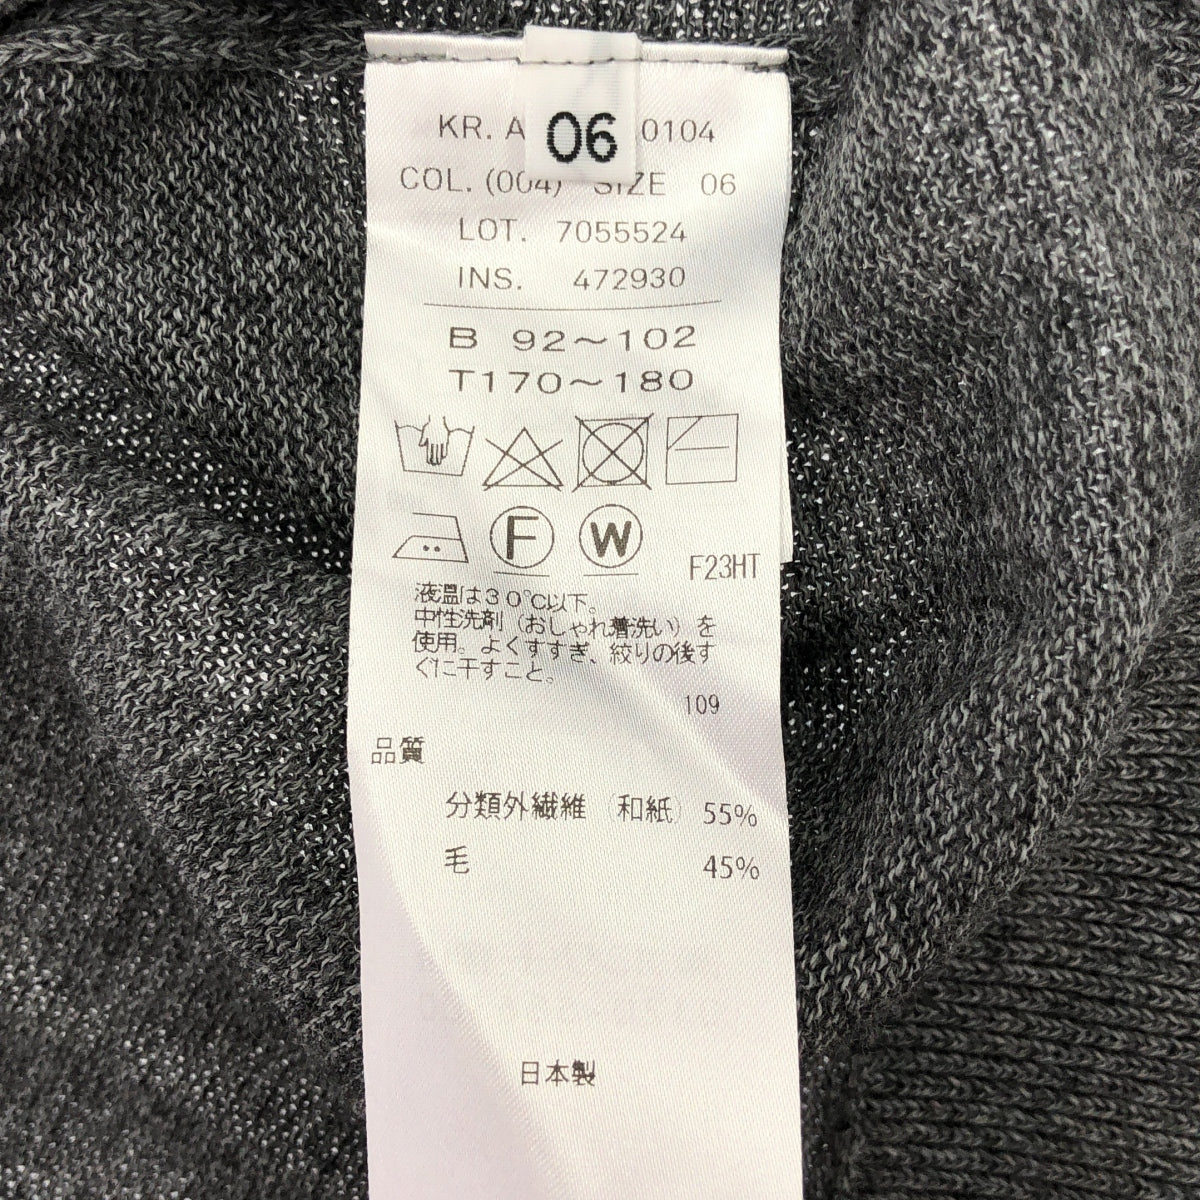 06
KR. A 0104
COL. (004) SIZE 06
LOT. 7055524
INS. 472930
B 92～102
T170～180
F W
F23HT
液温は30℃以下。
中性洗剤（おしゃれ着洗い）を
使用。よくすすぎ、絞りの後す
ぐに干すこと。
109
品質
分類外繊維（和紙）55%
毛 45%
日本製